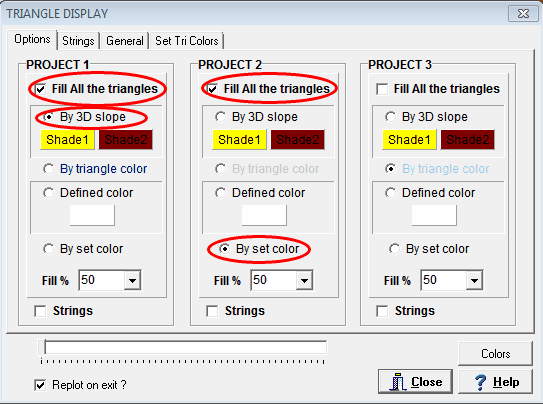 TRIANGLE DISPLAY
Options Strings General Set Tri Colors
PROJECT 1
Fill All the triangles
By 3D slope
Shade1 Shade2
By triangle color
Defined color
By set color
Fill % 50
Strings
PROJECT 2
Fill All the triangles
By 3D slope
Shade1 Shade2
By triangle color
Defined color
By set color
Fill % 50
Strings
PROJECT 3
Fill All the triangles
By 3D slope
Shade1 Shade2
By triangle color
Defined color
By set color
Fill % 50
Strings
Replot on exit ?
Colors
Close
? Help